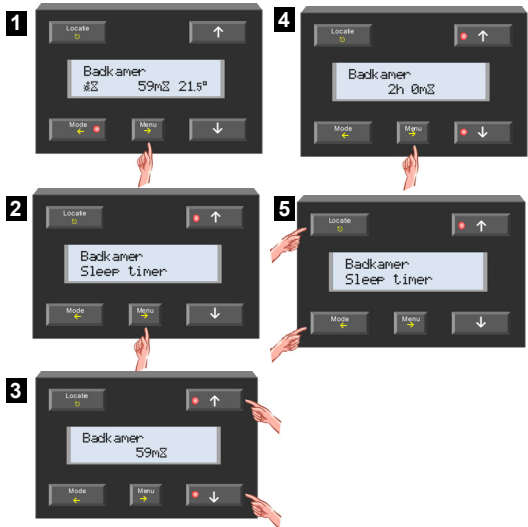 1
Locatie
↑
Badkamer
59m⧖ 21.5°
Mode
←
Menu
→
↓
2
Locatie
↑
Badkamer
Sleep timer
Mode
←
Menu
→
↓
3
Locatie
↑
Badkamer
59m⧖
Mode
←
Menu
→
↓
4
Locatie
↑
Badkamer
2h 0m⧖
Mode
←
Menu
→
↓
5
Locatie
↑
Badkamer
Sleep timer
Mode
←
Menu
→
↓